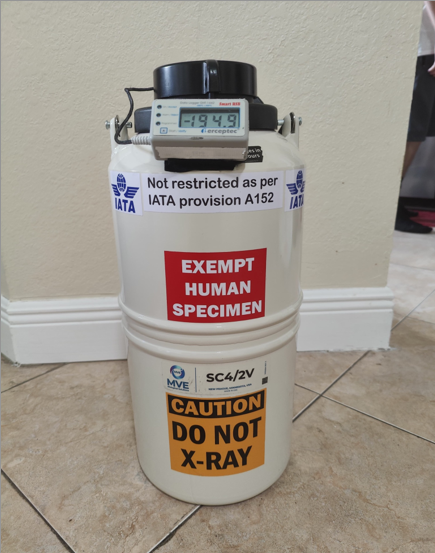 -194.9
Not restricted as per
IATA provision A152
IATA
IATA
EXEMPT
HUMAN
SPECIMEN
MVE
SC4/2V
CAUTION
DO NOT
X-RAY